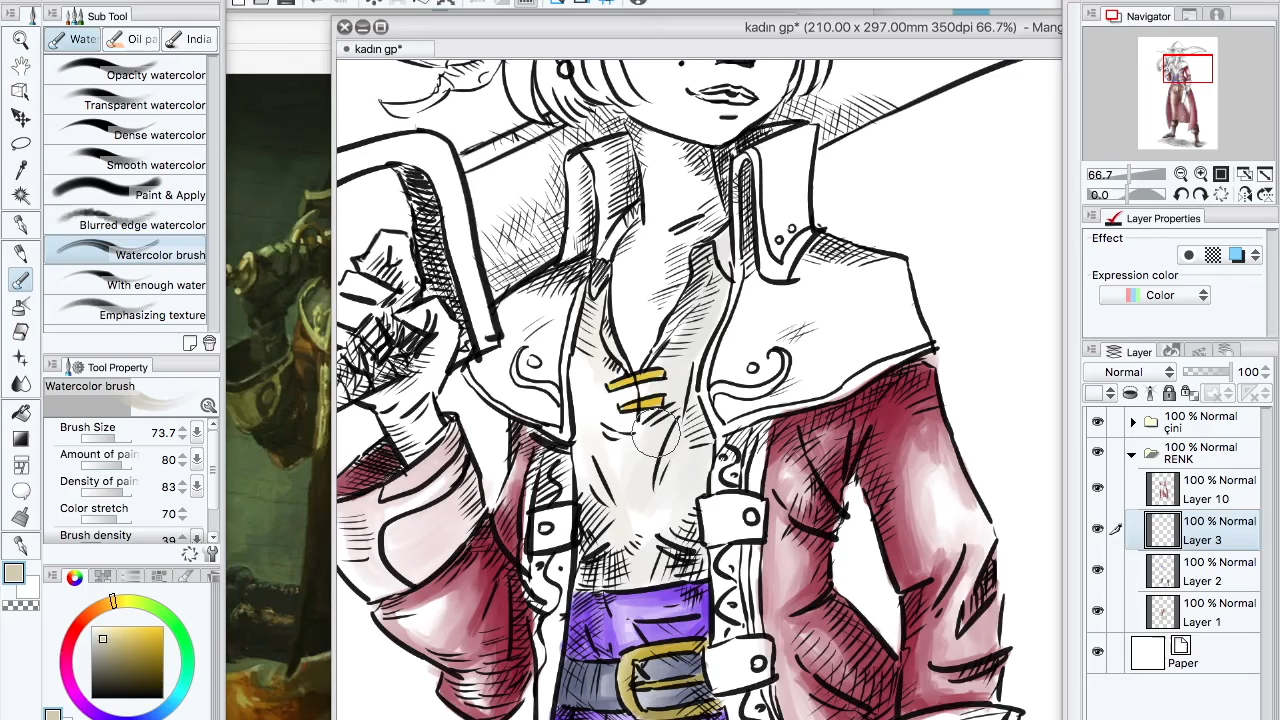 Sub Tool
Wate
Oil pa
India
Opacity watercolor
Transparent watercolor
Dense watercolor
Smooth watercolor
Paint & Apply
Blurred edge watercolor
Watercolor brush
With enough water
Emphasizing texture
Tool Property
Watercolor brush
Brush Size
73.7
Amount of pain
80
Density of pain
83
Color stretch
70
Brush density
39
kadın gp* (210.00 x 297.00mm 350dpi 66.7%) - Mang
kadın gp*
Navigator
66.7
0.0
Layer Properties
Effect
Expression color
Color
Layer
Normal
100
100 % Normal
çini
100 % Normal
RENK
100 % Normal
Layer 10
100 % Normal
Layer 3
100 % Normal
Layer 2
100 % Normal
Layer 1
Paper